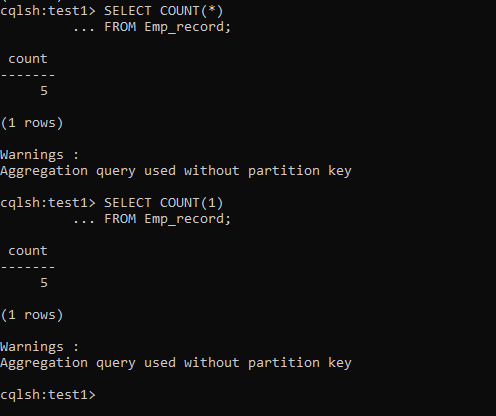 cqlsh:test1> SELECT COUNT(*)
         ... FROM Emp_record;

 count
-------
     5

(1 rows)

Warnings :
Aggregation query used without partition key

cqlsh:test1> SELECT COUNT(1)
         ... FROM Emp_record;

 count
-------
     5

(1 rows)

Warnings :
Aggregation query used without partition key

cqlsh:test1>